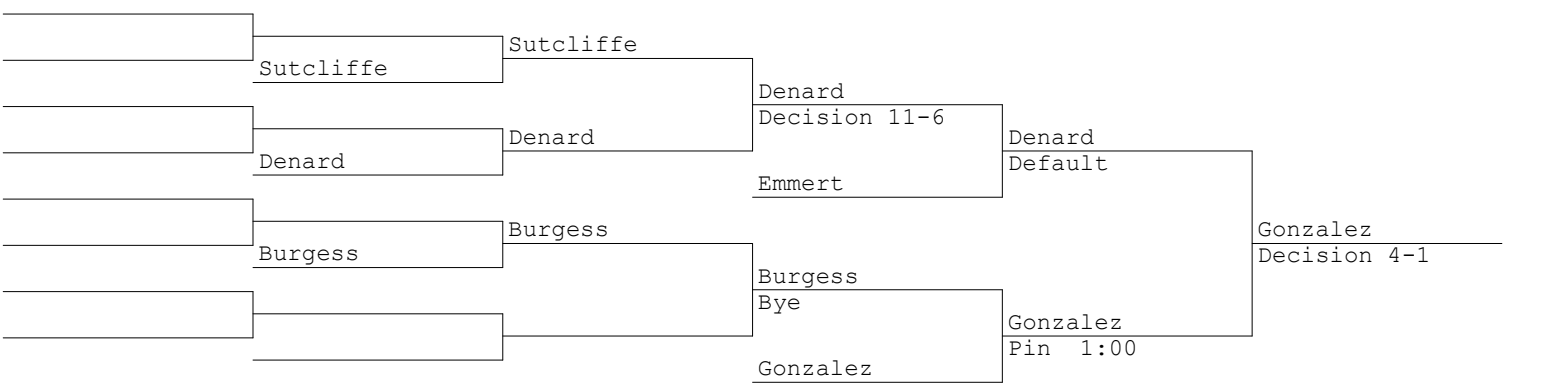 Sutcliffe
Sutcliffe
Denard
Decision 11-6
Denard
Denard
Denard
Default
Emmert
Burgess
Burgess
Gonzalez
Decision 4-1
Burgess
Bye
Gonzalez
Pin  1:00
Gonzalez